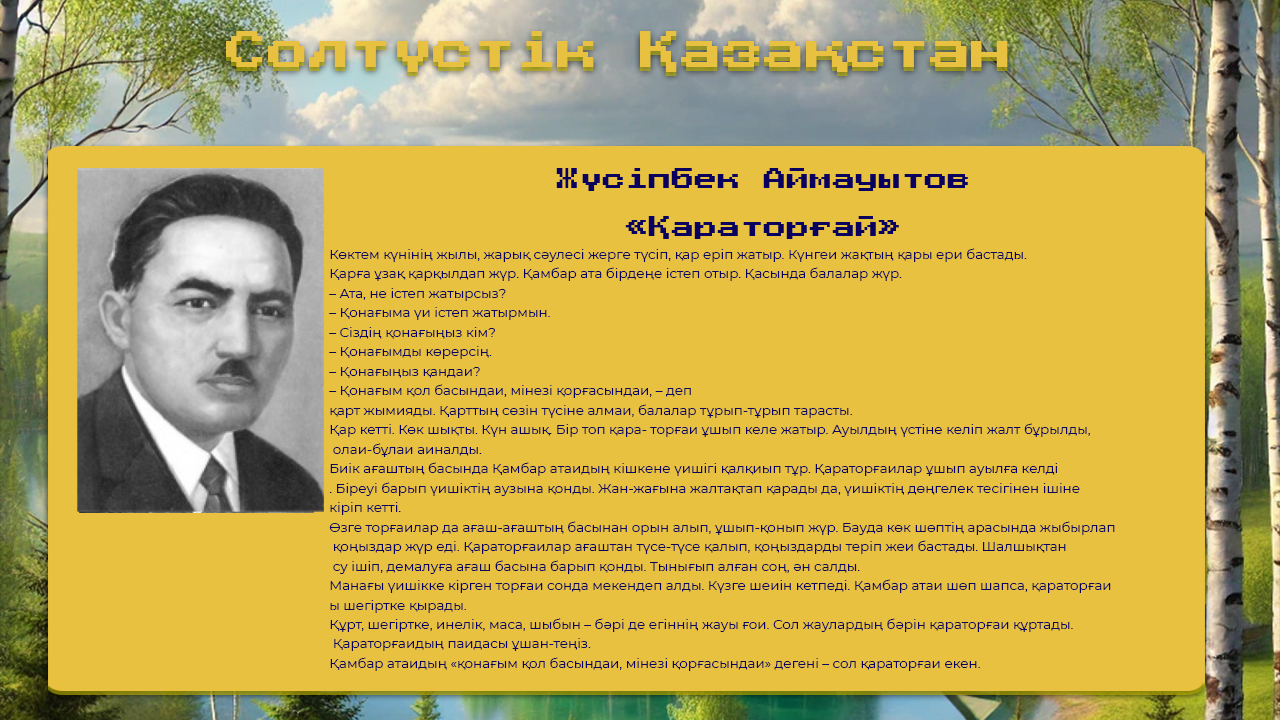 Солтүстік Қазақстан
Жүсіпбек Аймауытов
«Қараторғай»
Көктем күнінің жылы, жарық сәулесі жерге түсіп, қар еріп жатыр. Күнгеи жақтың қары ери бастады.
Қарға ұзақ қарқылдап жүр. Қамбар ата бірдеңе істеп отыр. Қасында балалар жүр.
– Ата, не істеп жатырсыз?
– Қонағыма үи істеп жатырмын.
– Сіздің қонағыңыз кім?
– Қонағымды көрерсің.
– Қонағыңыз қандаи?
– Қонағым қол басындаи, мінезі қорғасындаи, – деп
қарт жымияды. Қарттың сөзін түсіне алмаи, балалар тұрып-тұрып тарасты.
Қар кетті. Көк шықты. Күн ашық. Бір топ қара- торғаи ұшып келе жатыр. Ауылдың үстіне келіп жалт бұрылды,
олаи-бұлаи аиналды.
Биік ағаштың басында Қамбар атаидың кішкене үишігі қалқиып тұр. Қараторғаилар ұшып ауылға келді
. Біреуі барып үишіктің аузына қонды. Жан-жағына жалтақтап қарады да, үишіктің дөңгелек тесігінен ішіне
кіріп кетті.
Өзге торғаилар да ағаш-ағаштың басынан орын алып, ұшып-қонып жүр. Бауда көк шөптің арасында жыбырлап
қоңыздар жүр еді. Қараторғаилар ағаштан түсе-түсе қалып, қоңыздарды теріп жеи бастады. Шалшықтан
су ішіп, демалуға ағаш басына барып қонды. Тынығып алған соң, ән салды.
Манағы үишікке кірген торғаи сонда мекендеп алды. Күзге шеиін кетпеді. Қамбар атаи шөп шапса, қараторғаи
ы шегіртке қырады.
Құрт, шегіртке, инелік, маса, шыбын – бәрі де егіннің жауы ғои. Сол жаулардың бәрін қараторғаи құртады.
Қараторғаидың паидасы ұшан-теңіз.
Қамбар атаидың «қонағым қол басындаи, мінезі қорғасындаи» дегені – сол қараторғаи екен.